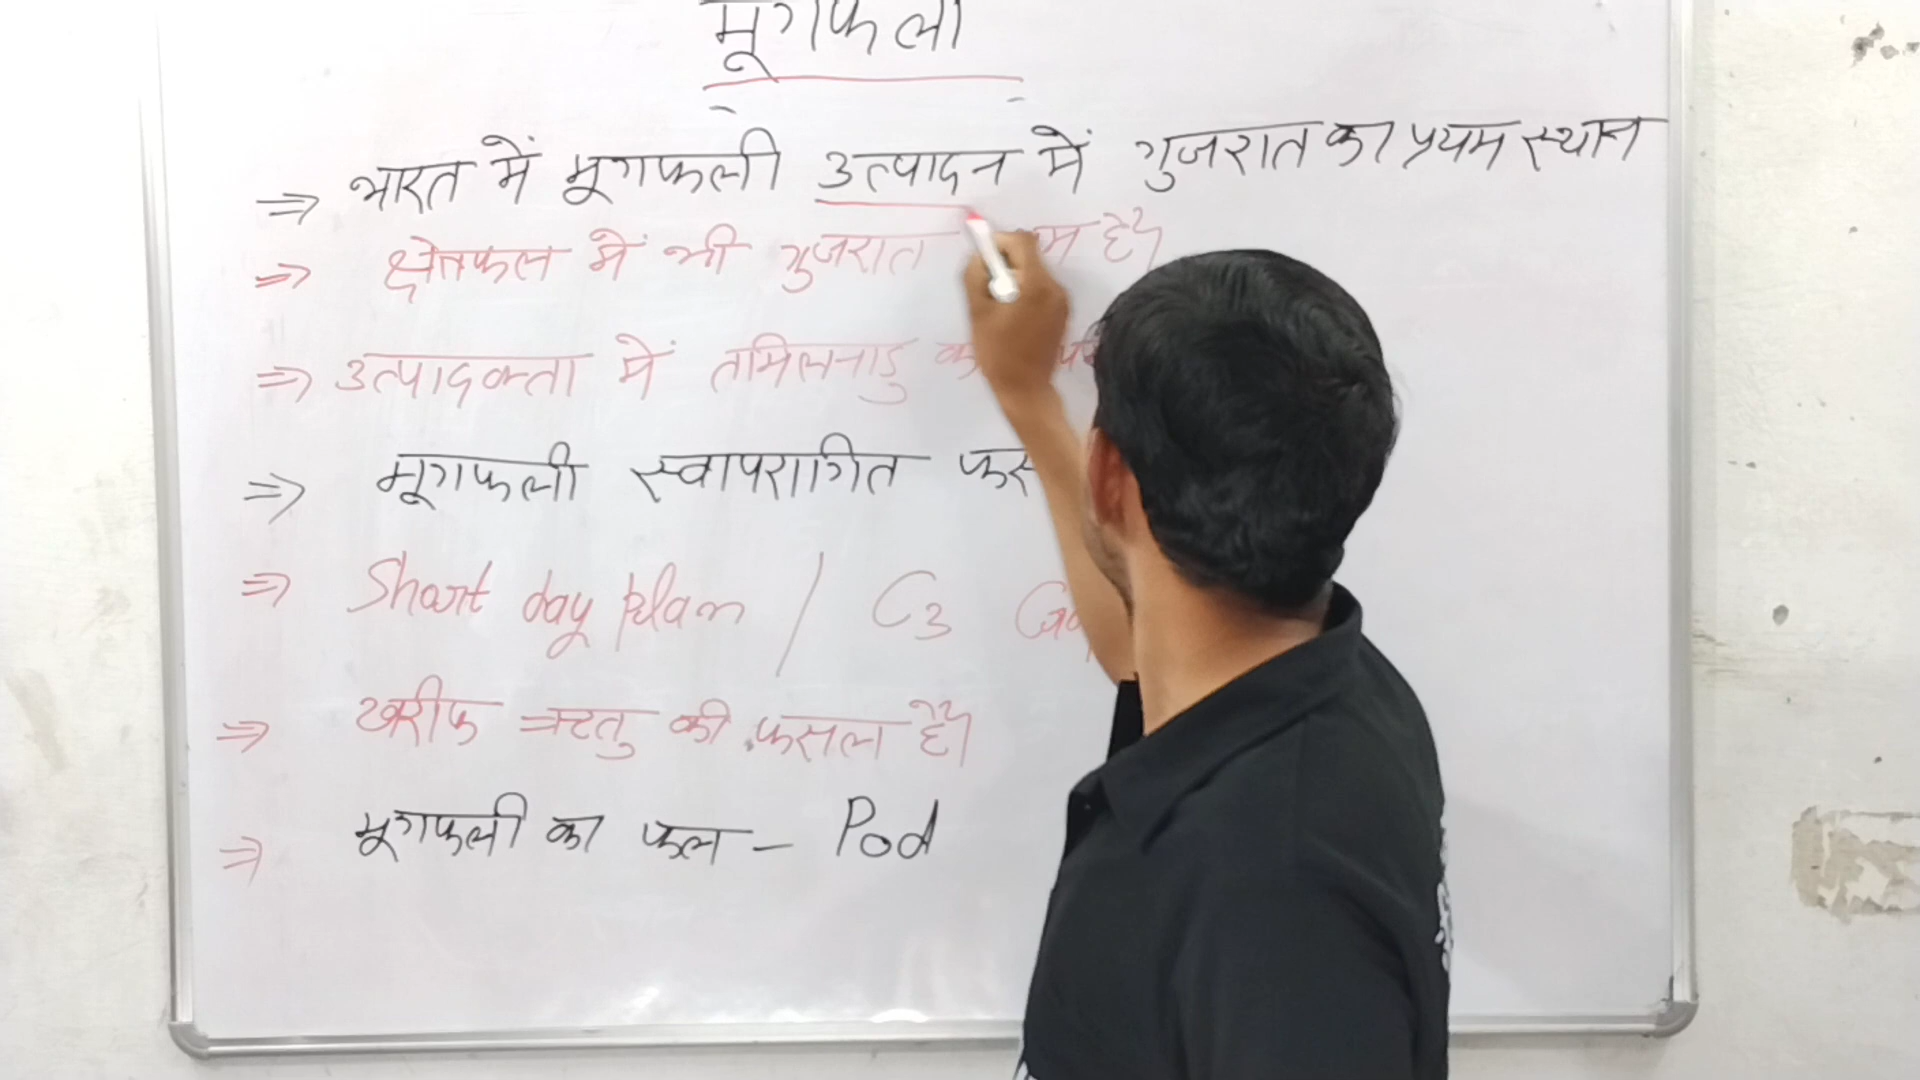 मूगफली
⇒ भारत में मूगफली उत्पादन में गुजरात का प्रथम स्थान
⇒ क्षेत्रफल में भी गुजरात है।
⇒ उत्पादकता में तमिलनाडु
⇒ मूगफली स्वापरागित
⇒ Short day plan / C3
⇒ खरीफ ऋतु की फसल है।
⇒ मूगफली का फल - Pod